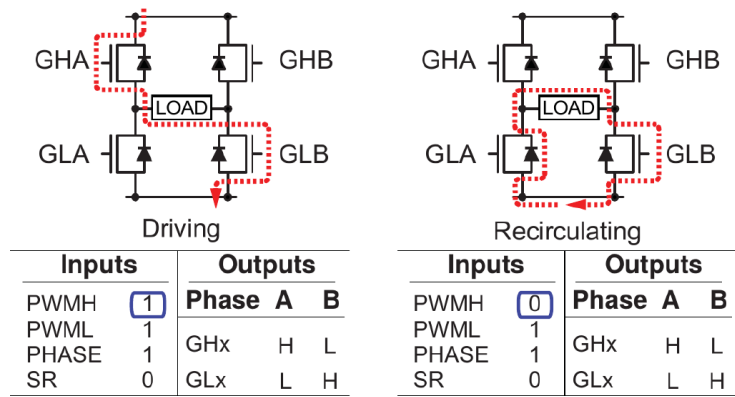 GHA
GHB
LOAD
GLA
GLB
Driving
Inputs Outputs
PWMH 1 Phase A B
PWML 1
PHASE 1 GHx H L
SR 0 GLx L H
GHA
GHB
LOAD
GLA
GLB
Recirculating
Inputs Outputs
PWMH 0 Phase A B
PWML 1
PHASE 1 GHx H L
SR 0 GLx L H